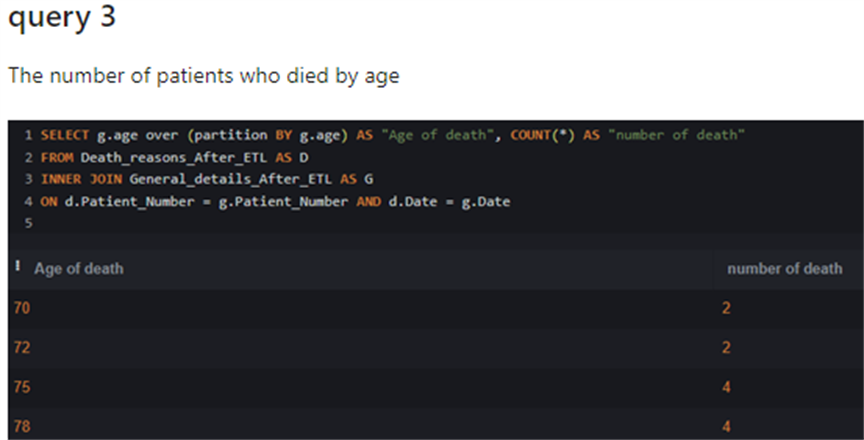 query 3
The number of patients who died by age
1 SELECT g.age over (partition BY g.age) AS "Age of death", COUNT(*) AS "number of death"
2 FROM Death_reasons_After_ETL AS D
3 INNER JOIN General_details_After_ETL AS G
4 ON d.Patient_Number = g.Patient_Number AND d.Date = g.Date
5
Age of death number of death
70 2
72 2
75 4
78 4